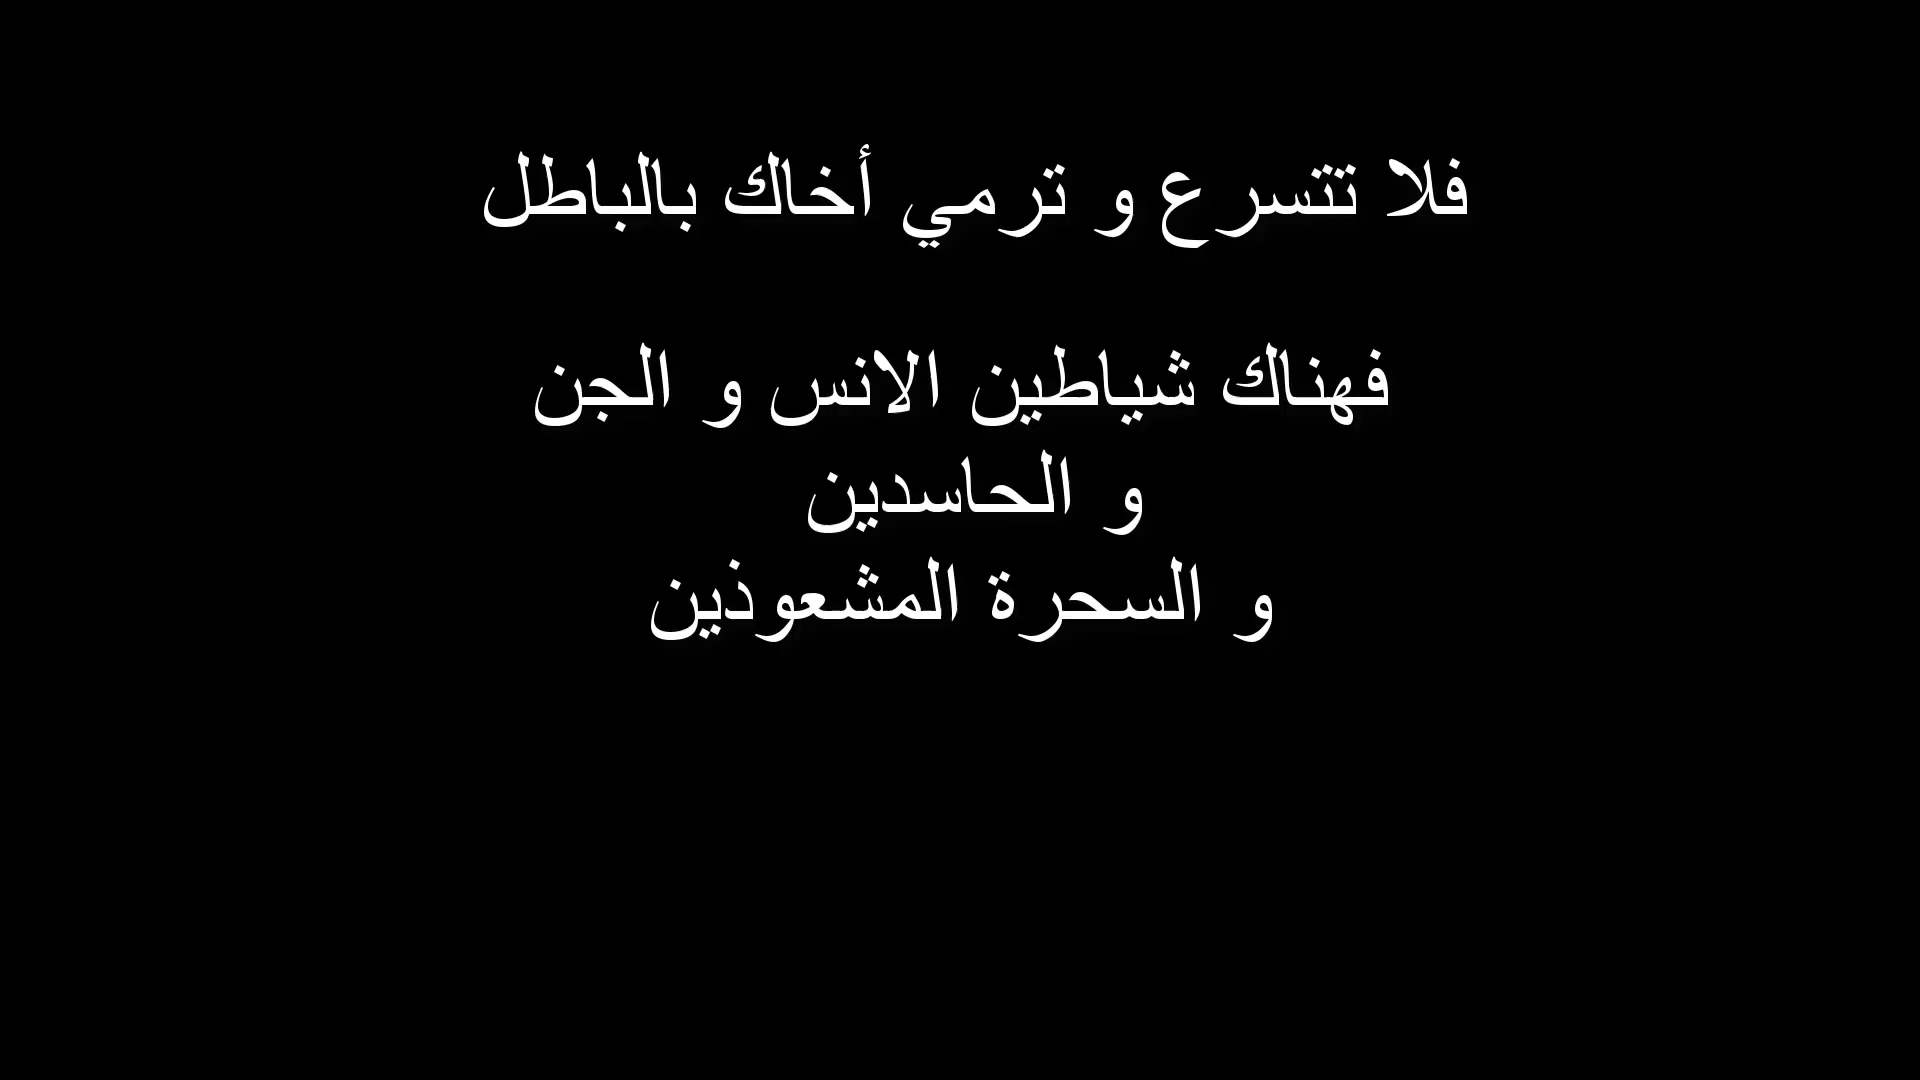 فلا تتسرع و ترمي أخاك بالباطل
فهناك شياطين الانس و الجن
و الحاسدين
و السحرة المشعوذين